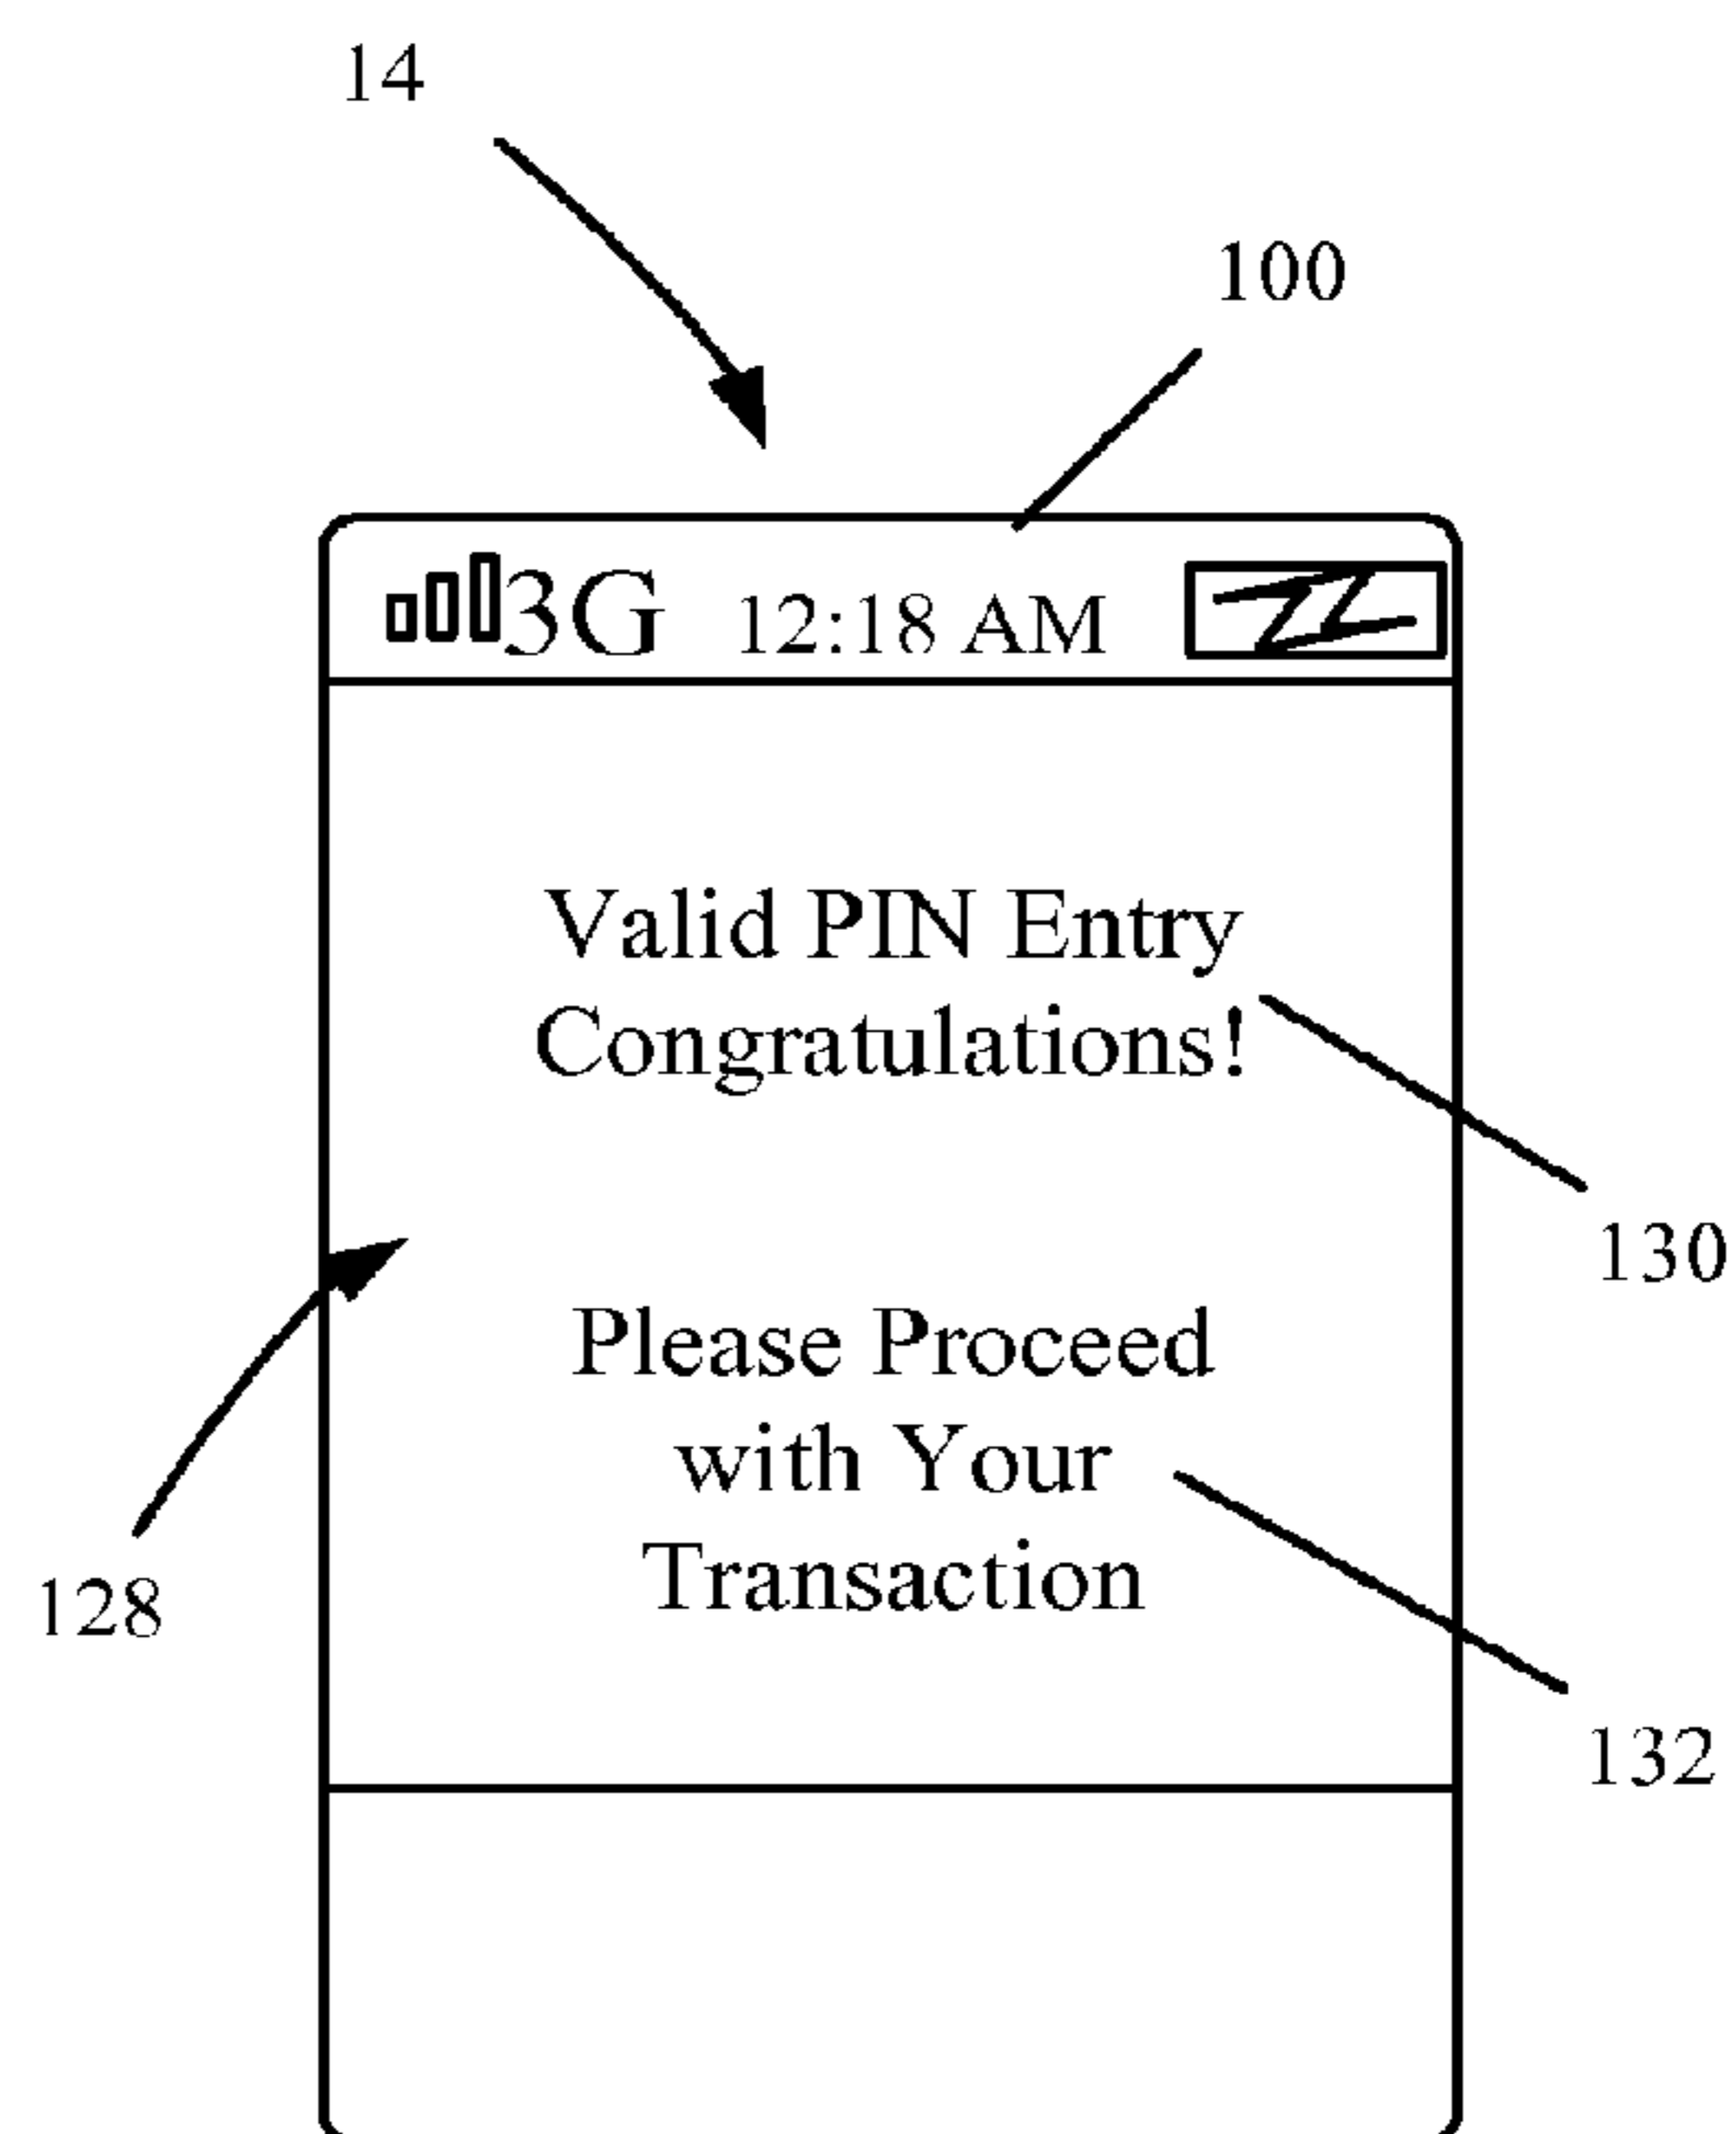 14
100
3G 12:18 AM
Valid PIN Entry
Congratulations!
130
Please Proceed
with Your
Transaction
128
132